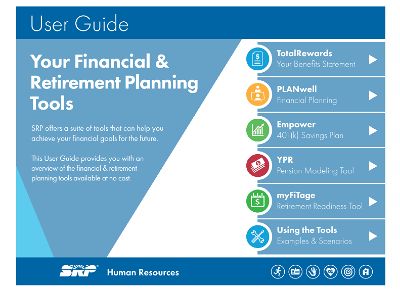 User Guide
Your Financial &
Retirement Planning
Tools
SRP offers a suite of tools that can help you
achieve your financial goals for the future.
This User Guide provides you with an
overview of the financial & retirement
planning tools available at no cost.
TotalRewards
Your Benefits Statement
PLANwell
Financial Planning
Empower
401(k) Savings Plan
YPR
Pension Modeling Tool
myFiTage
Retirement Readiness Tool
Using the Tools
Examples & Scenarios
SRP Human Resources